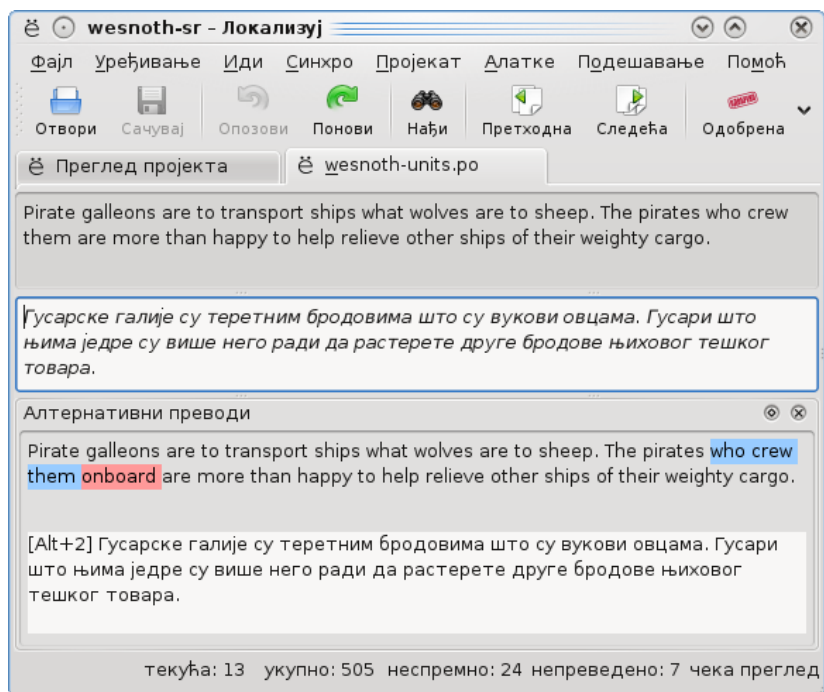 wesnoth-sr – Локализуј
Фајл Уређивање Иди Синхро Пројекат Алатке Подешавање Помоћ
Отвори Сачувај Опозови Понови Нађи Претходна Следећа Одобрена
ё Преглед пројекта ё wesnoth-units.po
Pirate galleons are to transport ships what wolves are to sheep. The pirates who crew
them are more than happy to help relieve other ships of their weighty cargo.
Гусарске галије су теретним бродовима што су вукови овцама. Гусари што
њима једре су више него ради да растерете друге бродове њиховог тешког
товара.
Алтернативни преводи
Pirate galleons are to transport ships what wolves are to sheep. The pirates who crew
them onboard are more than happy to help relieve other ships of their weighty cargo.
[Alt+2] Гусарске галије су теретним бродовима што су вукови овцама. Гусари
што њима једре су више него ради да растерете друге бродове њиховог
тешког товара.
текућа: 13 укупно: 505 неспремно: 24 непреведено: 7 чека преглед